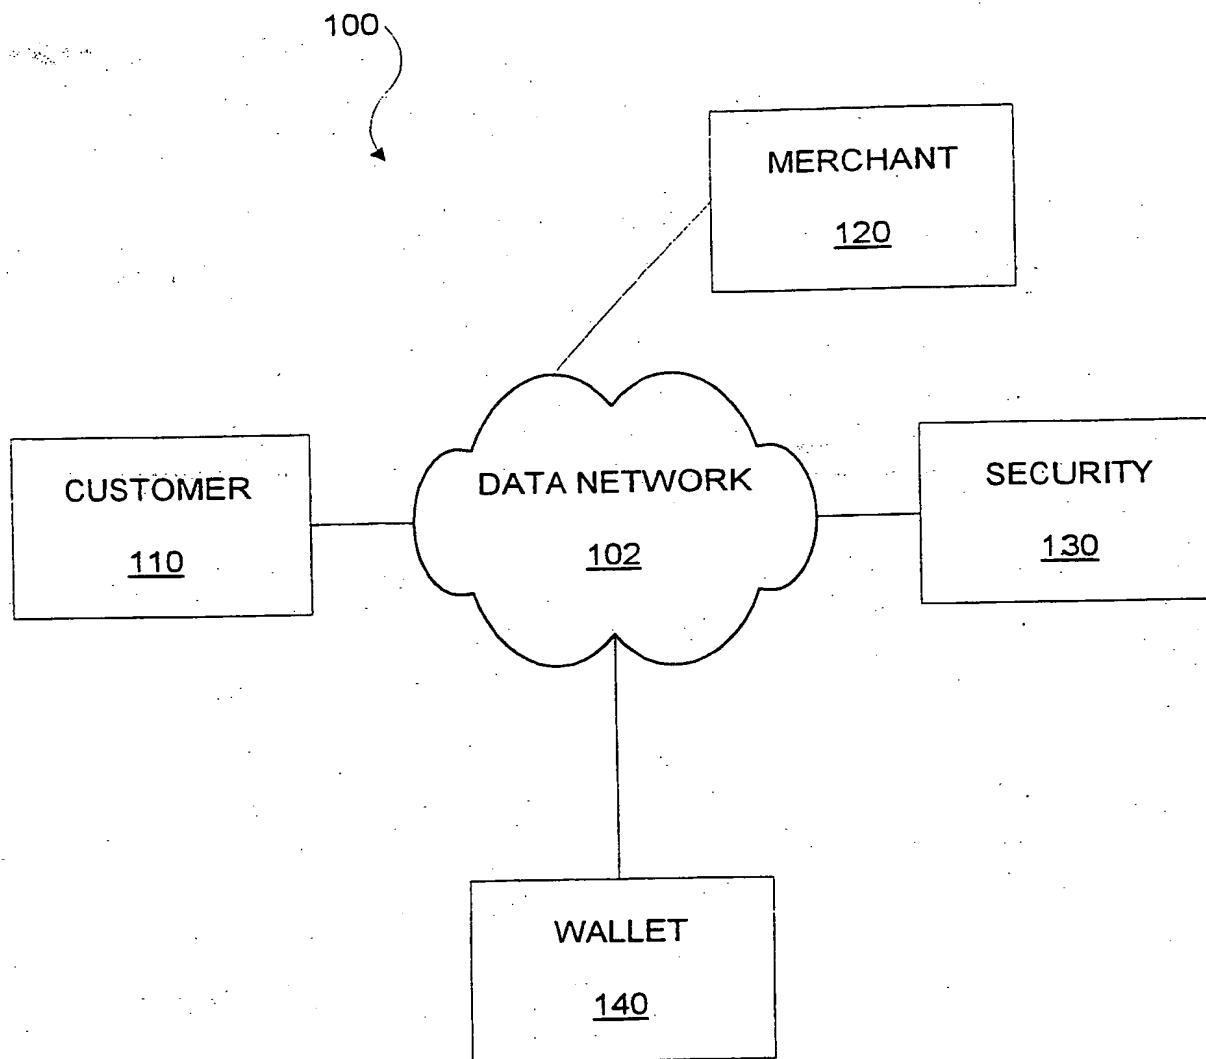 100
MERCHANT
120
CUSTOMER
110
DATA NETWORK
102
SECURITY
130
WALLET
140